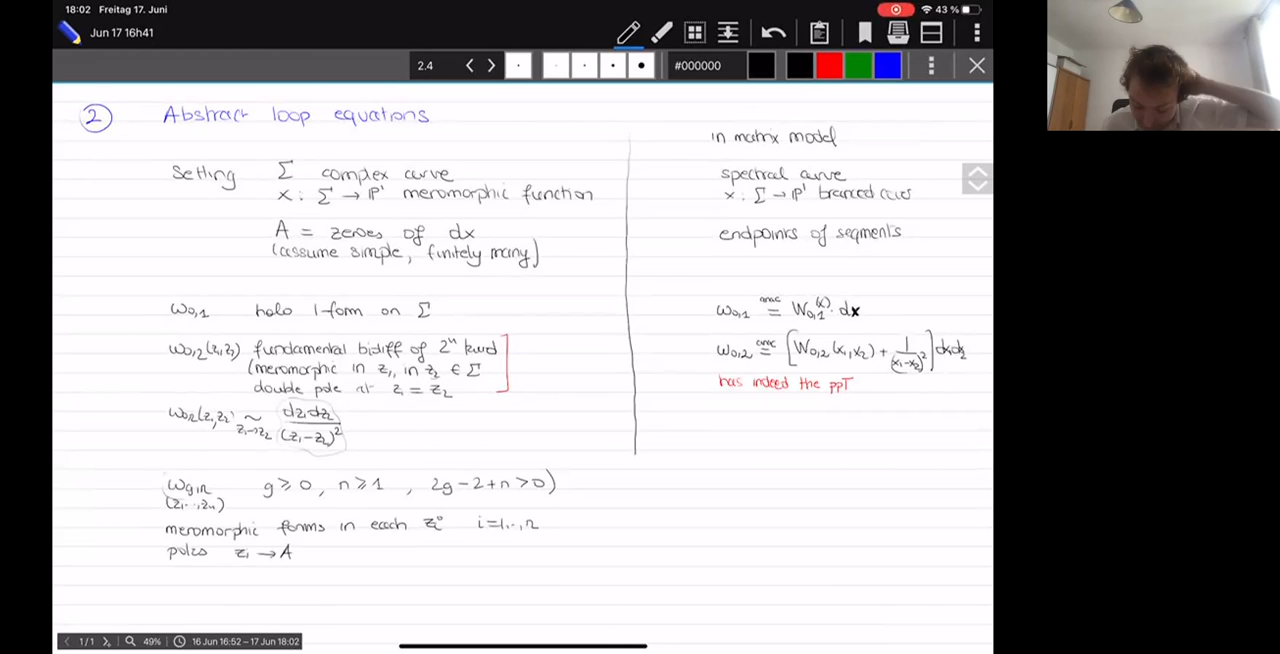 18:02 Freitag 17. Juni
43 %
Jun 17 16h41
2.4
#000000
2 Abstract loop equations
Setting Σ complex curve
x : Σ → P¹ meromorphic function
A = zeroes of dx
(assume simple, finitely many)
ω0,1 holo 1-form on Σ
ω0,2(z1,z2) fundamental bidiff of 2nd kind
(meromorphic in z1, in z2 ∈ Σ
double pole at z1 = z2
ω0,2(z1,z2) ~ z1→z2 dz1dz2/(z1-z2)²
ωg,n g ≥ 0, n ≥ 1, 2g-2+n > 0)
(z1,..,zn)
meromorphic forms in each zi i=1,..,n
poles z1 → A
in matrix model
spectral curve
x : Σ → P¹ branched
endpoints of segments
ω0,1 = W0,1(x).dx
ω0,2 = [W0,2(x1,x2) + 1/(x1-x2)²]dx1dx2
has indeed the ppT
1/1 49% 16 Jun 16:52 – 17 Jun 18:02